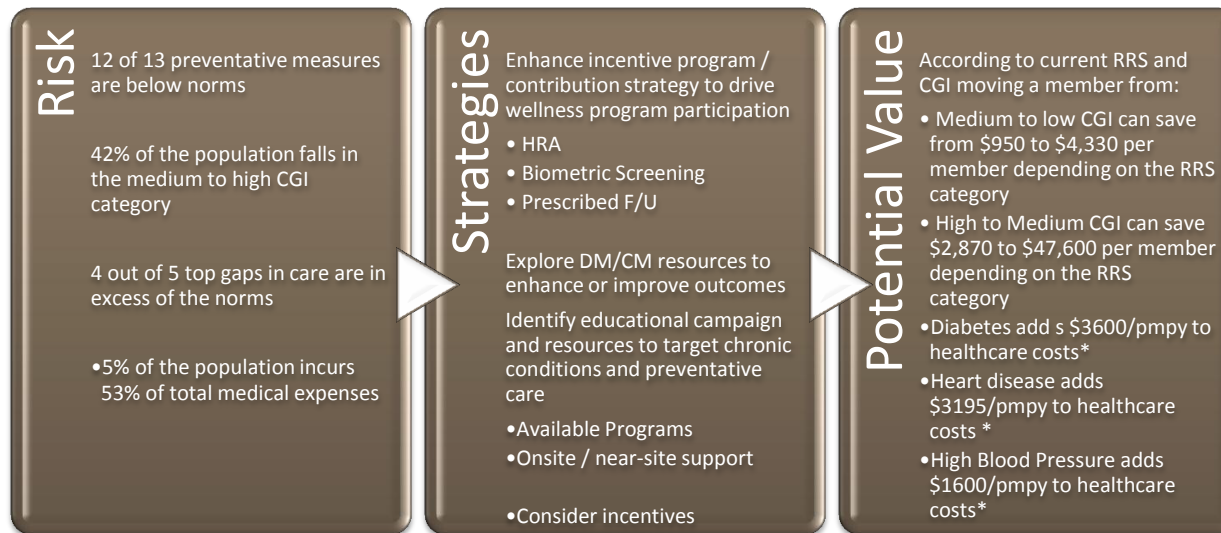 Risk
12 of 13 preventative measures
are below norms
42% of the population falls in
the medium to high CGI
category
4 out of 5 top gaps in care are in
excess of the norms
•5% of the population incurs
53% of total medical expenses
Strategies
Enhance incentive program /
contribution strategy to drive
wellness program participation
• HRA
• Biometric Screening
• Prescribed F/U
Explore DM/CM resources to
enhance or improve outcomes
Identify educational campaign
and resources to target chronic
conditions and preventative
care
•Available Programs
•Onsite / near-site support
•Consider incentives
Potential Value
According to current RRS and
CGI moving a member from:
• Medium to low CGI can save
from $950 to $4,330 per
member depending on the RRS
category
• High to Medium CGI can save
$2,870 to $47,600 per member
depending on the RRS
category
•Diabetes add s $3600/pmpy to
healthcare costs*
•Heart disease adds
$3195/pmpy to healthcare
costs *
•High Blood Pressure adds
$1600/pmpy to healthcare
costs*